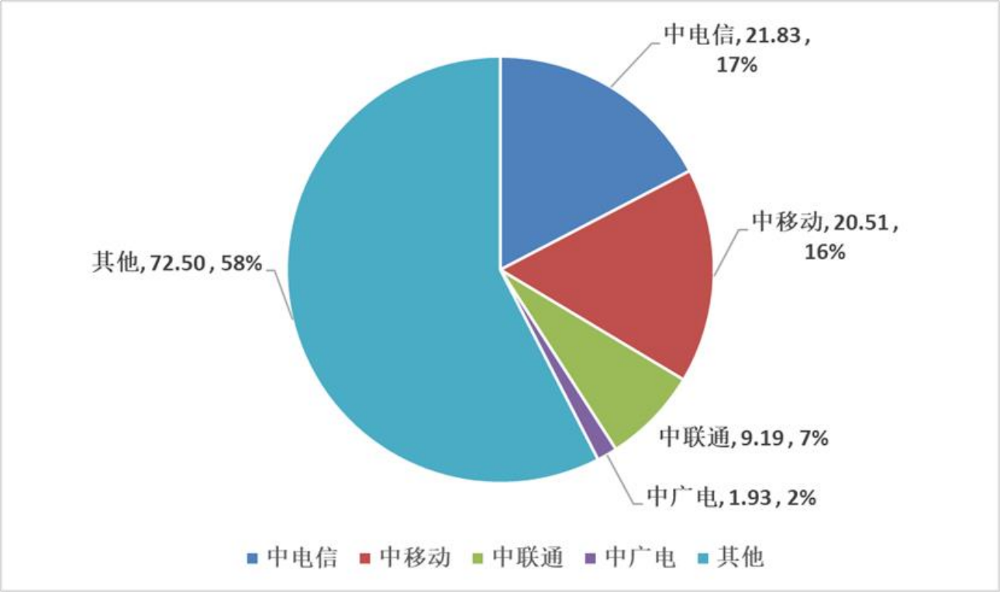 中电信, 21.83,
17%
中移动, 20.51,
16%
其他, 72.50, 58%
中联通, 9.19, 7%
中广电, 1.93, 2%
中电信 中移动 中联通 中广电 其他